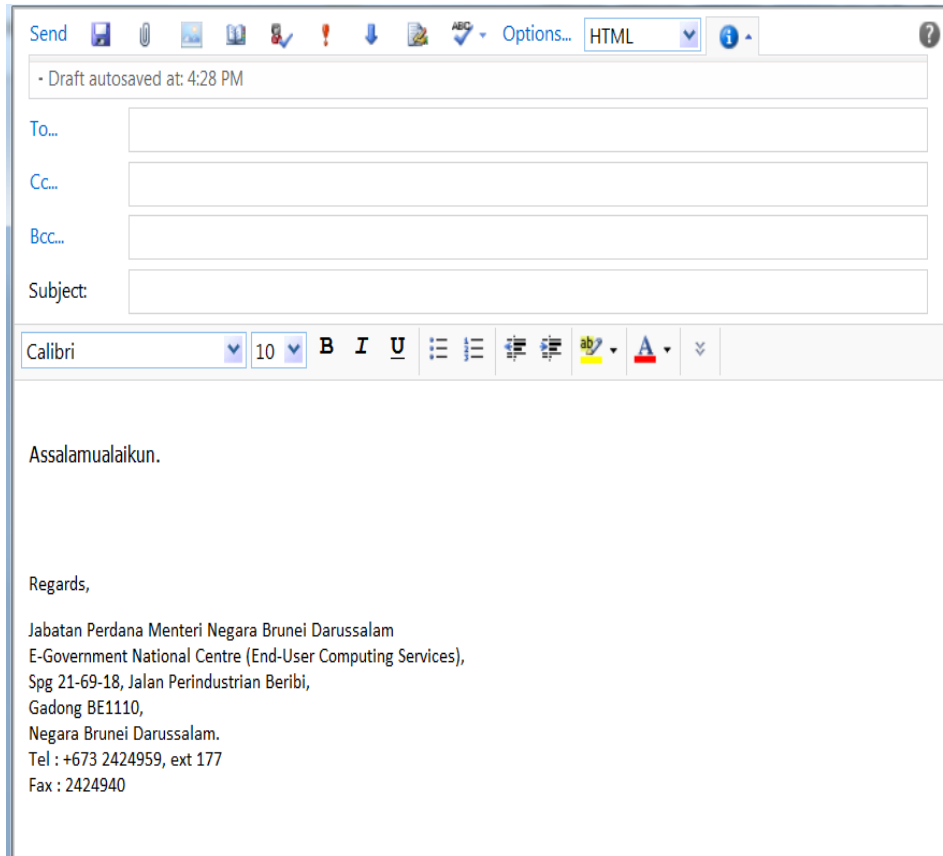 Send Options... HTML
- Draft autosaved at: 4:28 PM
To...
Cc...
Bcc...
Subject:
Calibri 10 B I U A
Assalamualaikun.
Regards,
Jabatan Perdana Menteri Negara Brunei Darussalam
E-Government National Centre (End-User Computing Services),
Spg 21-69-18, Jalan Perindustrian Beribi,
Gadong BE1110,
Negara Brunei Darussalam.
Tel : +673 2424959, ext 177
Fax : 2424940